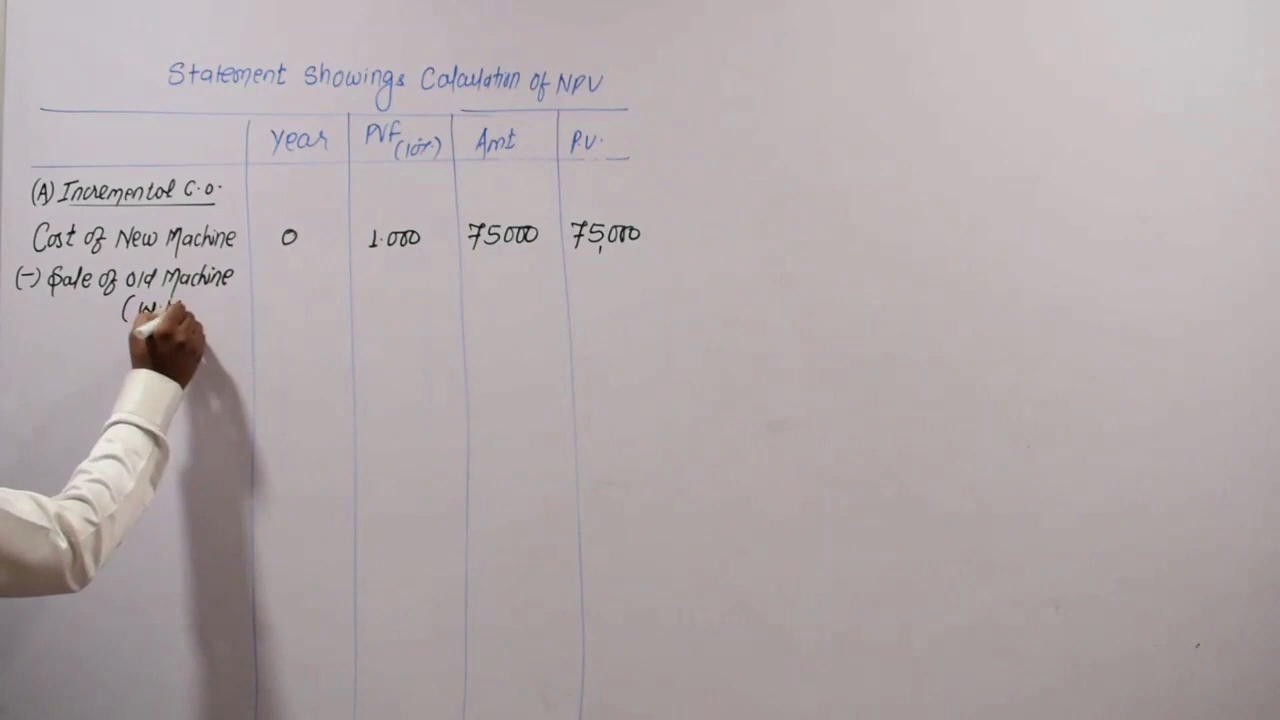 Statement Showings Calculation Of NPV
Year PVF (10%) Amt P.V.
(A) Incremental C.O.
Cost of New Machine 0 1.000 75000 75,000
(-) Sale of Old Machine